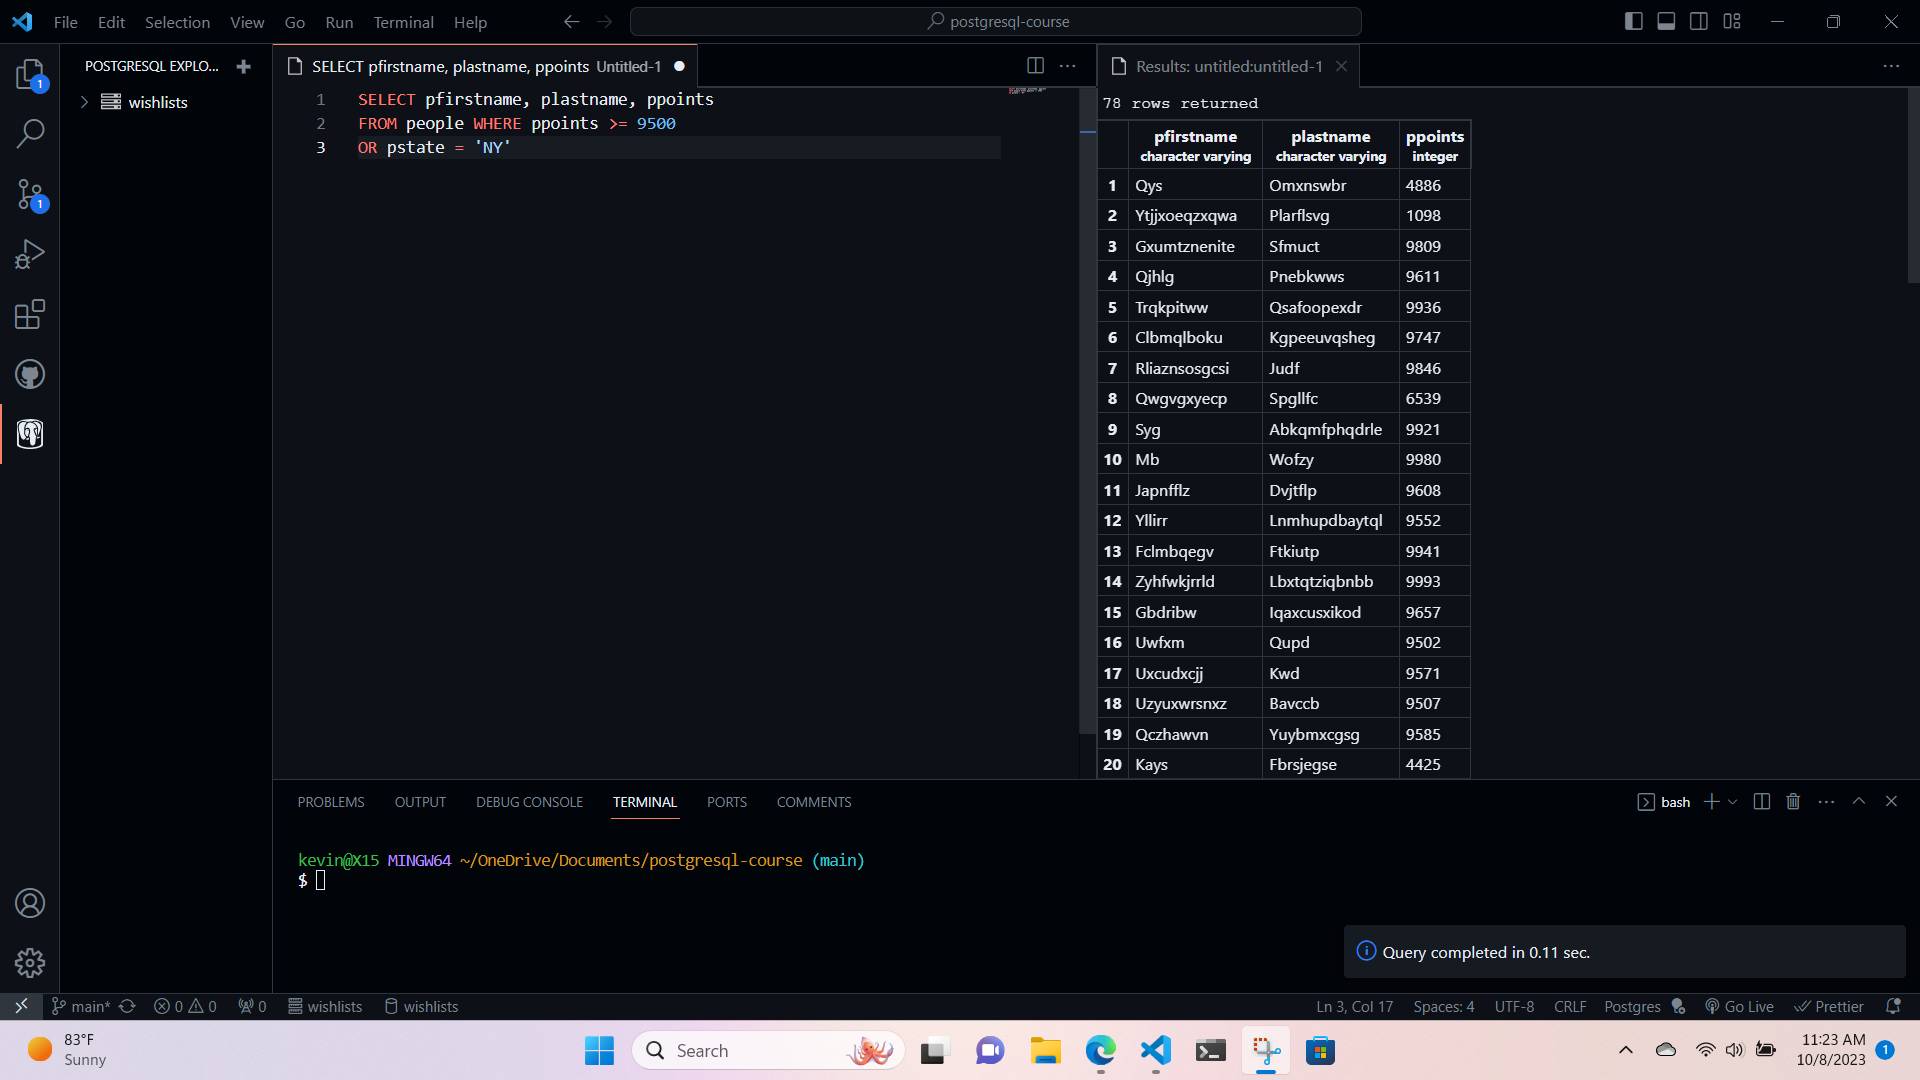 File Edit Selection View Go Run Terminal Help
postgresql-course
POSTGRESQL EXPLO...
wishlists
1
1
SELECT pfirstname, plastname, ppoints Untitled-1
1 SELECT pfirstname, plastname, ppoints
2 FROM people WHERE ppoints >= 9500
3 OR pstate = 'NY'
Results: untitled:untitled-1
78 rows returned
pfirstname plastname ppoints
character varying character varying integer
1 Qys Omxnswbr 4886
2 Ytjjxoeqzxqwa Plarflsvg 1098
3 Gxumtznenite Sfmuct 9809
4 Qjhlg Pnebkwws 9611
5 Trqkpitww Qsafoopexdr 9936
6 Clbmqlboku Kgpeeuvqsheg 9747
7 Rliaznsosgcsi Judf 9846
8 Qwgvgxyecp Spgllfc 6539
9 Syg Abkqmfphqdrle 9921
10 Mb Wofzy 9980
11 Japnfflz Dvjtflp 9608
12 Yllirr Lnmhupdbaytql 9552
13 Fclmbqegv Ftkiutp 9941
14 Zyhfwkjrrld Lbxtqtziqbnbb 9993
15 Gbdribw Iqaxcusxikod 9657
16 Uwfxm Qupd 9502
17 Uxcudxcjj Kwd 9571
18 Uzyuxwrsnxz Bavccb 9507
19 Qczhawvn Yuybmxcgsg 9585
20 Kays Fbrsjegse 4425
PROBLEMS OUTPUT DEBUG CONSOLE TERMINAL PORTS COMMENTS
bash
kevin@X15 MINGW64 ~/OneDrive/Documents/postgresql-course (main)
$
Query completed in 0.11 sec.
main* 0 0 0 wishlists wishlists
Ln 3, Col 17 Spaces: 4 UTF-8 CRLF Postgres Go Live Prettier
83°F
Sunny
Search
11:23 AM
10/8/2023
1